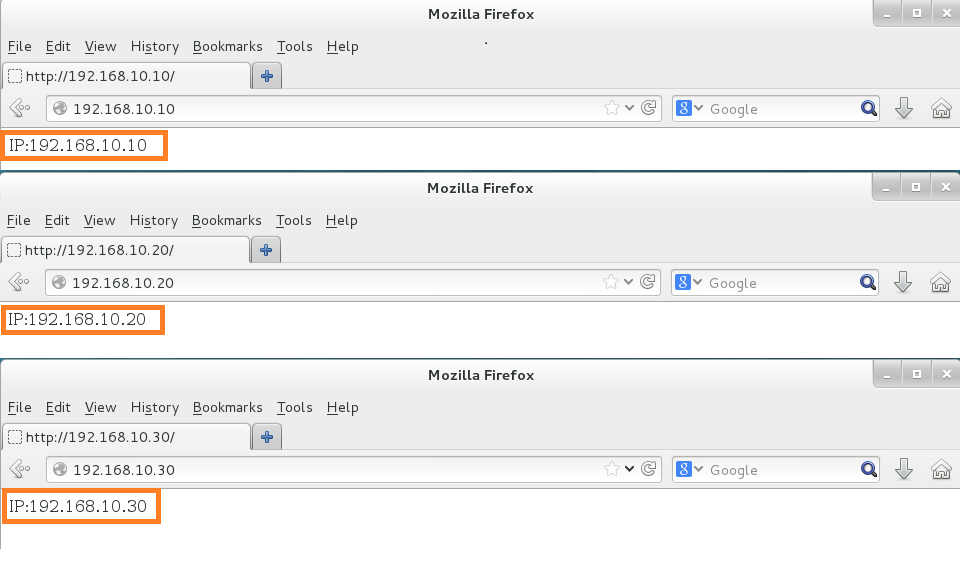 Mozilla Firefox
File Edit View History Bookmarks Tools Help
http://192.168.10.10/
192.168.10.10 8 Google
IP:192.168.10.10
Mozilla Firefox
File Edit View History Bookmarks Tools Help
http://192.168.10.20/
192.168.10.20 8 Google
IP:192.168.10.20
Mozilla Firefox
File Edit View History Bookmarks Tools Help
http://192.168.10.30/
192.168.10.30 8 Google
IP:192.168.10.30